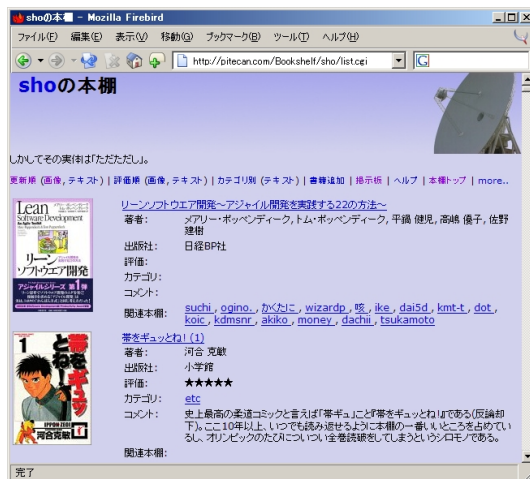 shoの本棚 - Mozilla Firebird
ファイル(F) 編集(E) 表示(V) 移動(G) ブックマーク(B) ツール(T) ヘルプ(H)
http://pitecan.com/Bookshelf/sho/list.cgi
shoの本棚
しかしてその実体は「ただただし」。
更新順 (画像, テキスト) | 評価順 (画像, テキスト) | カテゴリ別 (テキスト) | 書籍追加 | 掲示板 | ヘルプ | 本棚トップ | more..
Lean
Software Development
リーン
ソフトウエア開発
アジャイルシリーズ 第1弾
リーンソフトウエア開発~アジャイル開発を実践する22の方法~
著者: メアリー・ポッペンディーク, トム・ポッペンディーク, 平鍋 健児, 高嶋 優子, 佐野
建樹
出版社: 日経BP社
評価:
カテゴリ:
コメント:
関連本棚: suchi , ogino. , かくたに , wizardp , 咳 , ike , dai5d , kmt-t , dot ,
koic , kdmsnr , akiko , money , dachii , tsukamoto
1
帯をギュッとね!
河合克敏
帯をギュッとね! (1)
著者: 河合 克敏
出版社: 小学館
評価: ★★★★★
カテゴリ: etc
コメント: 史上最高の柔道コミックと言えば『帯ギュ』こと『帯をギュッとね!』である(反論却
下)。ここ10年以上、いつでも読み返せるように本棚の一番いいところを占めてい
るし、オリンピックのたびについつい全巻読破をしてしまうというシロモノである。
関連本棚:
完了